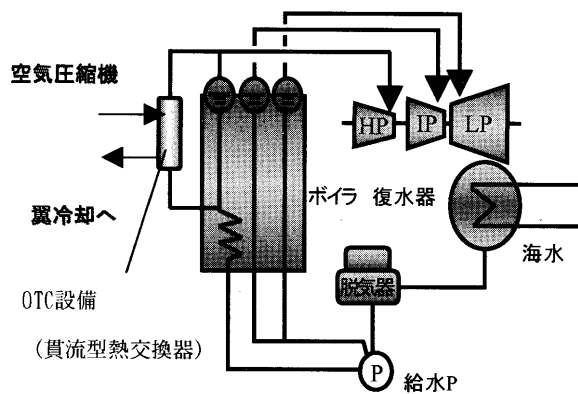 空気圧縮機
HP IP LP
ボイラ 復水器
翼冷却へ
海水
脱気器
OTC設備
(貫流型熱交換器)
P
給水P